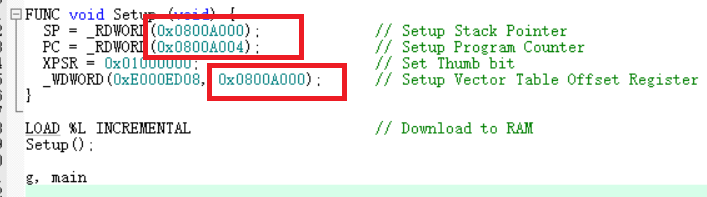 FUNC void Setup (void) {
SP = _RDWORD(0x0800A000); // Setup Stack Pointer
PC = _RDWORD(0x0800A004); // Setup Program Counter
XPSR = 0x01000000; // Set Thumb bit
_WDWORD(0xE000ED08, 0x0800A000); // Setup Vector Table Offset Register
}
LOAD %L INCREMENTAL // Download to RAM
Setup();
g, main